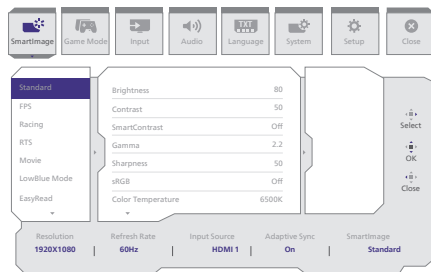 SmartImage
Game Mode
Input
Audio
TXT
Language
System
Setup
Close
Standard
FPS
Racing
RTS
Movie
LowBlue Mode
EasyRead
Brightness 80
Contrast 50
SmartContrast Off
Gamma 2.2
Sharpness 50
sRGB Off
Color Temperature 6500K
Select
OK
Close
Resolution
1920X1080
Refresh Rate
60Hz
Input Source
HDMI 1
Adaptive Sync
On
SmartImage
Standard